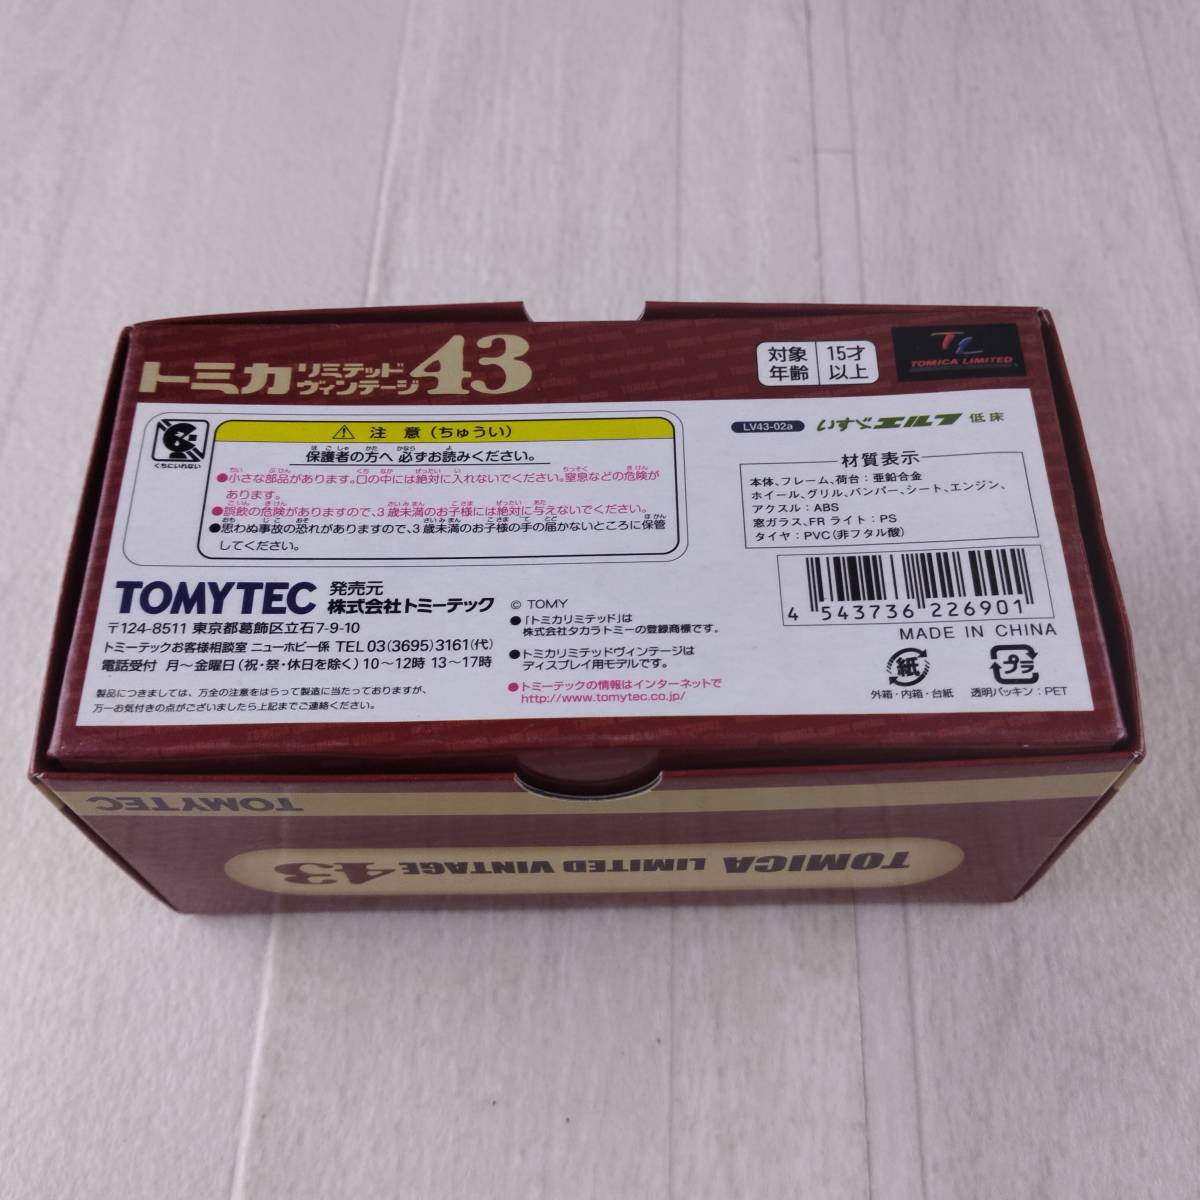 トミカ リミテッド ヴィンテージ 43
対象年齢 15才以上
TL
TOMICA LIMITED
くちにいれない
⚠ 注意(ちゅうい)
保護者の方へ 必ずお読みください。
●小さな部品があります。口の中には絶対に入れないでください。窒息などの危険が
あります。
●誤飲の危険がありますので、3歳未満のお子様には絶対に与えないでください。
●思わぬ事故の恐れがありますので、3歳未満のお子様の手の届かないところに保管
してください。
LV43-02a いすゞエルフ 低床
材質表示
本体、フレーム、荷台:亜鉛合金
ホイール、グリル、バンパー、シート、エンジン、
アクスル:ABS
窓ガラス、FRライト:PS
タイヤ:PVC(非フタル酸)
TOMYTEC 発売元
株式会社トミーテック
〒124-8511 東京都葛飾区立石7-9-10
トミーテックお客様相談室 ニューホビー係 TEL 03(3695)3161(代)
電話受付 月〜金曜日(祝・祭・休日を除く)10〜12時 13〜17時
製品につきましては、万全の注意をはらって製造に当たっておりますが、
万一お気付きの点がございましたら上記までご連絡ください。
© TOMY
●「トミカリミテッド」は
株式会社タカラトミーの登録商標です。
●トミカリミテッドヴィンテージは
ディスプレイ用モデルです。
●トミーテックの情報はインターネットで
http://www.tomytec.co.jp/
4 543736 226901
MADE IN CHINA
紙
外箱・内箱・台紙
プラ
透明パッキン:PET
TOMYTEC
TOMICA LIMITED VINTAGE 43